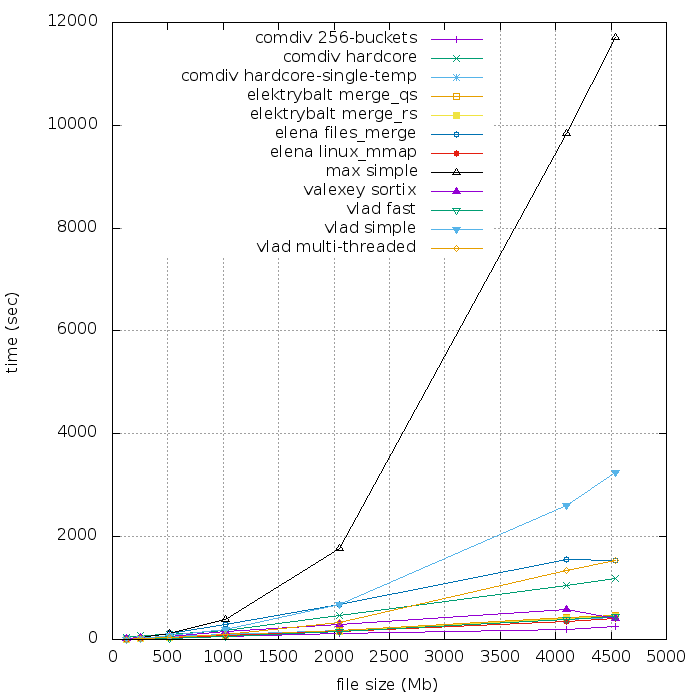 12000
10000
8000
6000
4000
2000
0
time (sec)
comdiv 256-buckets
comdiv hardcore
comdiv hardcore-single-temp
elektrybalt merge_qs
elektrybalt merge_rs
elena files_merge
elena linux_mmap
max simple
valexey sortix
vlad fast
vlad simple
vlad multi-threaded
0 500 1000 1500 2000 2500 3000 3500 4000 4500 5000
file size (Mb)